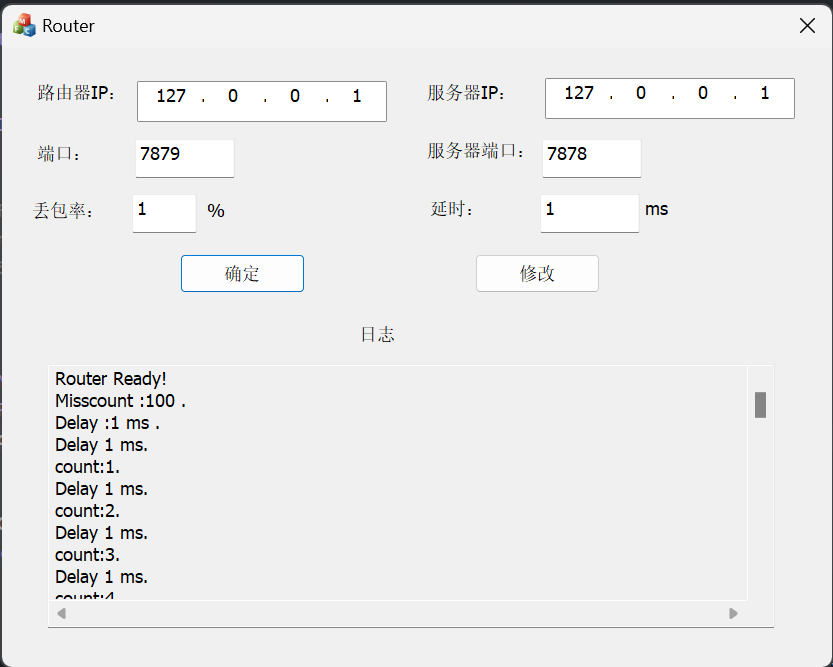 Router
路由器IP： 127 . 0 . 0 . 1 服务器IP： 127 . 0 . 0 . 1
端口： 7879 服务器端口： 7878
丢包率： 1 % 延时： 1 ms
确定 修改
日志
Router Ready!
Misscount :100 .
Delay :1 ms .
Delay 1 ms.
count:1.
Delay 1 ms.
count:2.
Delay 1 ms.
count:3.
Delay 1 ms.
count:4